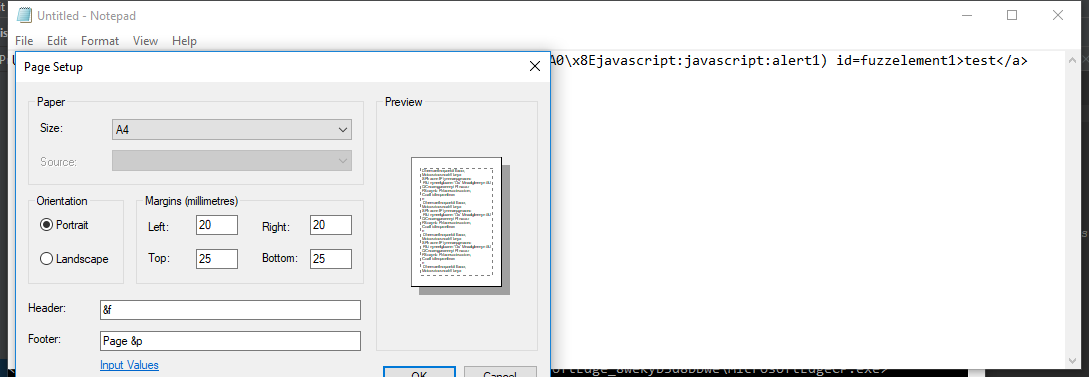 Untitled - Notepad
File Edit Format View Help
A0\x8Ejavascript:javascript:alert1) id=fuzzelement1>test</a>
Page Setup
Paper
Size: A4
Source:
Preview
Orientation
Portrait
Landscape
Margins (millimetres)
Left: 20 Right: 20
Top: 25 Bottom: 25
Header: &f
Footer: Page &p
Input Values
OK Cancel